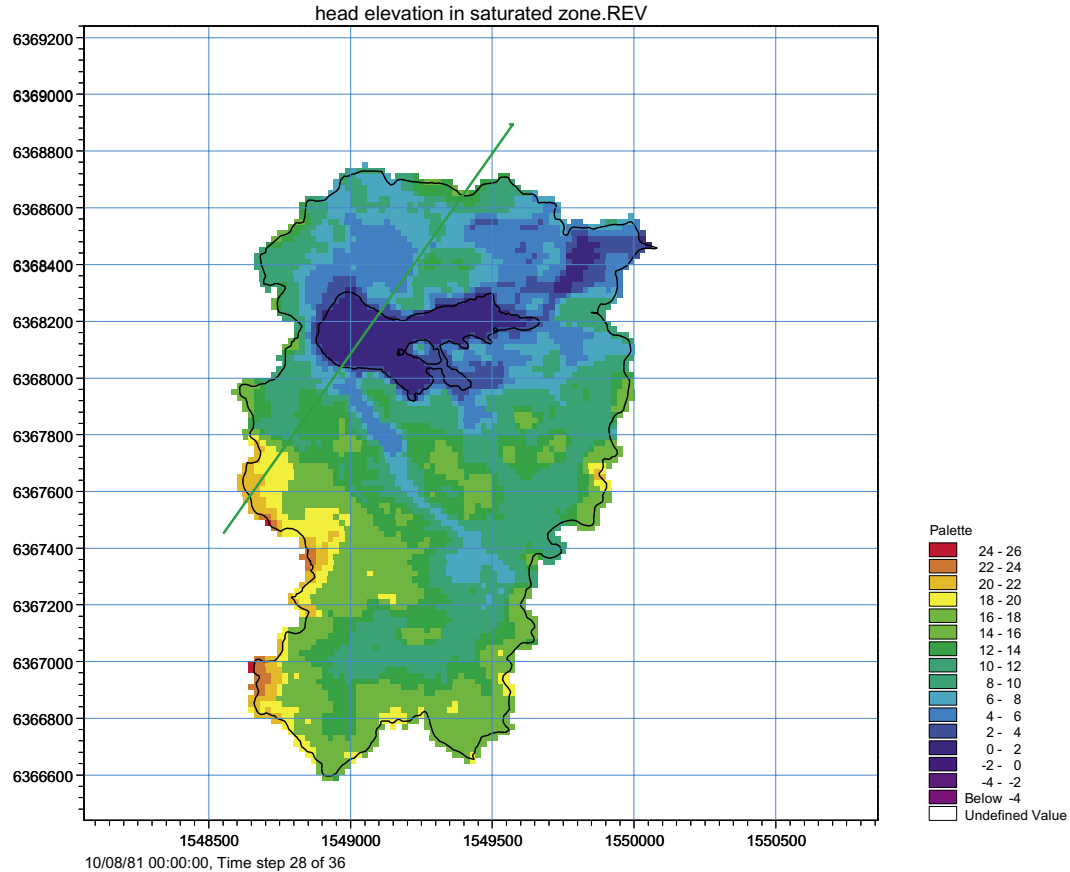 head elevation in saturated zone.REV
6369200
6369000
6368800
6368600
6368400
6368200
6368000
6367800
6367600
6367400
6367200
6367000
6366800
6366600
1548500 1549000 1549500 1550000 1550500
10/08/81 00:00:00, Time step 28 of 36
Palette
24 - 26
22 - 24
20 - 22
18 - 20
16 - 18
14 - 16
12 - 14
10 - 12
8 - 10
6 - 8
4 - 6
2 - 4
0 - 2
-2 - 0
-4 - -2
Below -4
Undefined Value